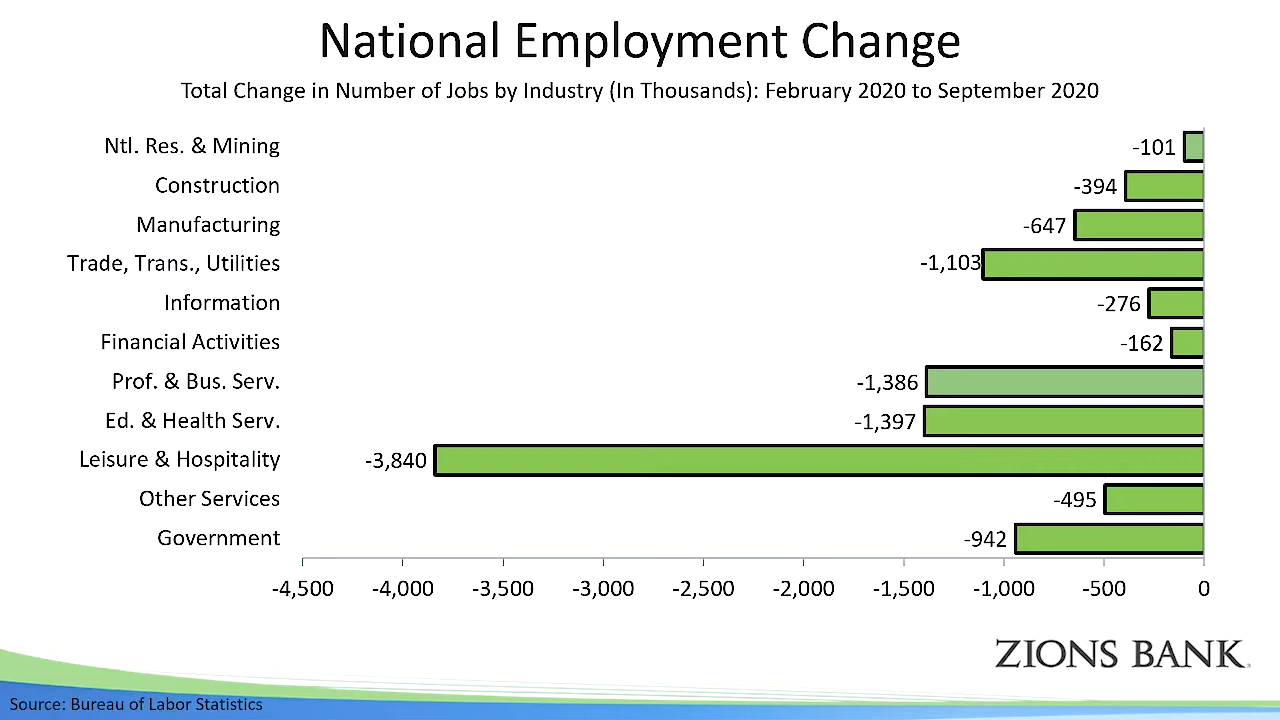 National Employment Change
Total Change in Number of Jobs by Industry (In Thousands): February 2020 to September 2020
Ntl. Res. & Mining -101
Construction -394
Manufacturing -647
Trade, Trans., Utilities -1,103
Information -276
Financial Activities -162
Prof. & Bus. Serv. -1,386
Ed. & Health Serv. -1,397
Leisure & Hospitality -3,840
Other Services -495
Government -942
-4,500 -4,000 -3,500 -3,000 -2,500 -2,000 -1,500 -1,000 -500 0
ZIONS BANK.
Source: Bureau of Labor Statistics